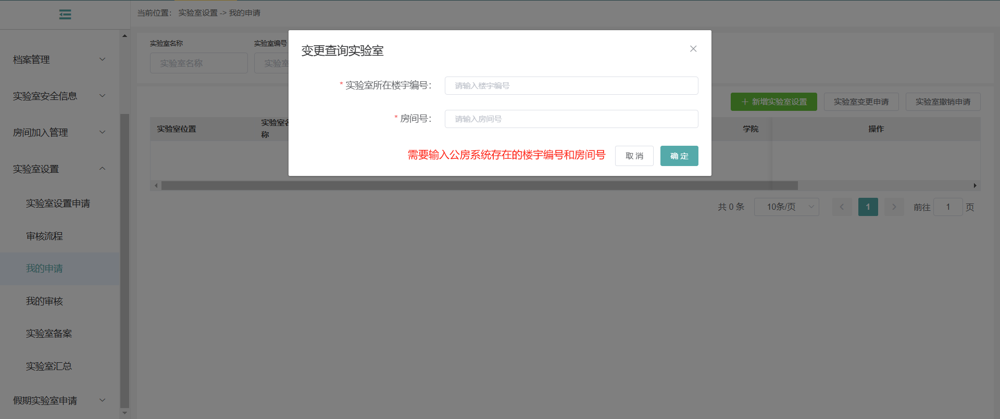 当前位置： 实验室设置 -> 我的申请
档案管理
实验室安全信息
房间加入管理
实验室设置
实验室设置申请
审核流程
我的申请
我的审核
实验室备案
实验室汇总
假期实验室申请
实验室名称
实验室编号
实验室名称
实验室
变更查询实验室
* 实验室所在楼宇编号：
请输入楼宇编号
* 房间号：
请输入房间号
需要输入公房系统存在的楼宇编号和房间号
取 消
确 定
新增实验室设置
实验室变更申请
实验室撤销申请
实验室位置
实验室名
称
学院
操作
共 0 条
10条/页
1
前往
1
页